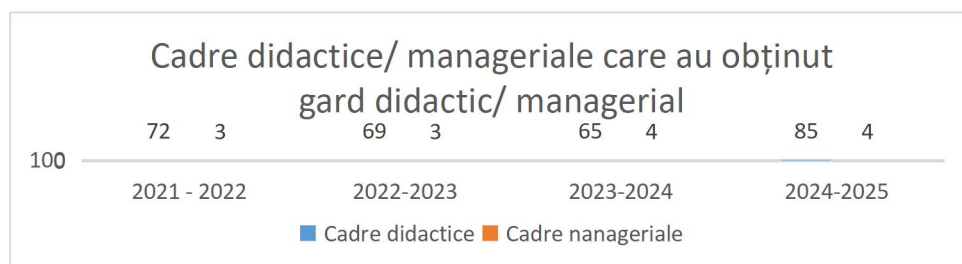 Cadre didactice/ manageriale care au obținut
gard didactic/ managerial
72 3 69 3 65 4 85 4
100
2021 - 2022 2022-2023 2023-2024 2024-2025
Cadre didactice Cadre nanageriale